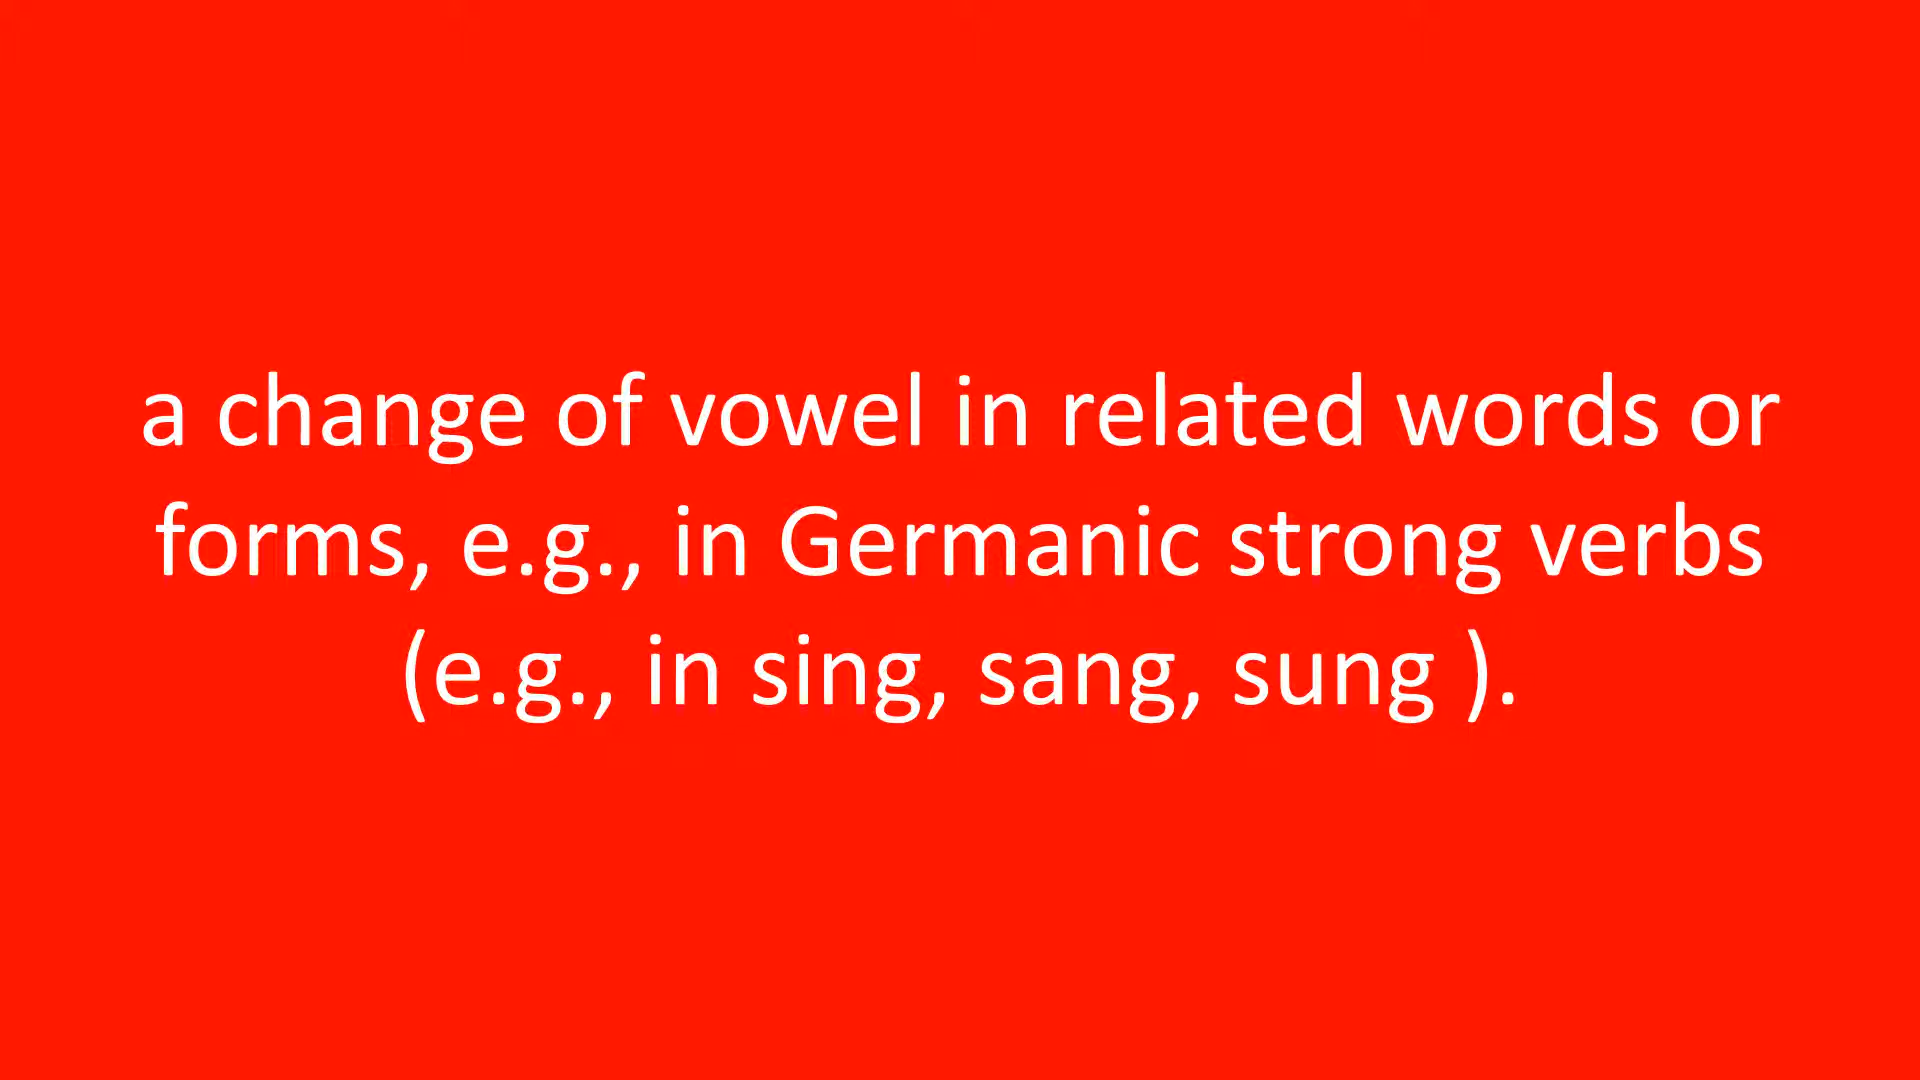 a change of vowel in related words or
forms, e.g., in Germanic strong verbs
(e.g., in sing, sang, sung ).